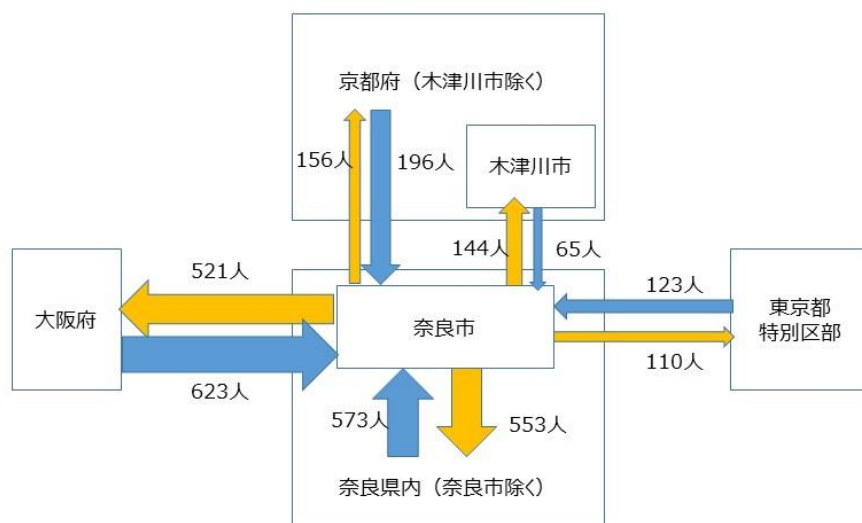 京都府（木津川市除く）
156人
196人
木津川市
144人
65人
521人
123人
大阪府
奈良市
東京都
特別区部
110人
623人
573人
553人
奈良県内（奈良市除く）